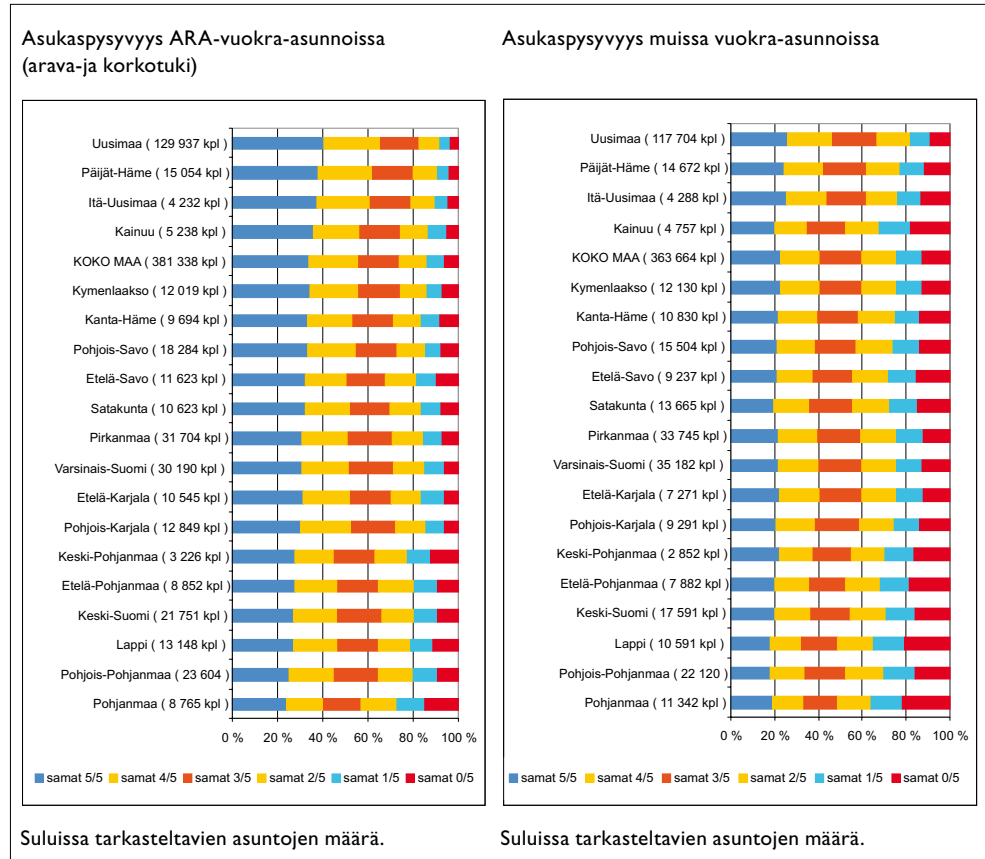 Asukaspysyvyys ARA-vuokra-asunnoissa
(arava-ja korkotuki)
Uusimaa ( 129 937 kpl )
Päijät-Häme ( 15 054 kpl )
Itä-Uusimaa ( 4 232 kpl )
Kainuu ( 5 238 kpl )
KOKO MAA ( 381 338 kpl )
Kymenlaakso ( 12 019 kpl )
Kanta-Häme ( 9 694 kpl )
Pohjois-Savo ( 18 284 kpl )
Etelä-Savo ( 11 623 kpl )
Satakunta ( 10 623 kpl )
Pirkanmaa ( 31 704 kpl )
Varsinais-Suomi ( 30 190 kpl )
Etelä-Karjala ( 10 545 kpl )
Pohjois-Karjala ( 12 849 kpl )
Keski-Pohjanmaa ( 3 226 kpl )
Etelä-Pohjanmaa ( 8 852 kpl )
Keski-Suomi ( 21 751 kpl )
Lappi ( 13 148 kpl )
Pohjois-Pohjanmaa ( 23 604 )
Pohjanmaa ( 8 765 kpl )
0 % 20 % 40 % 60 % 80 % 100 %
samat 5/5 samat 4/5 samat 3/5 samat 2/5 samat 1/5 samat 0/5
Suluissa tarkasteltavien asuntojen määrä.
Asukaspysyvyys muissa vuokra-asunnoissa
Uusimaa ( 117 704 kpl )
Päijät-Häme ( 14 672 kpl )
Itä-Uusimaa ( 4 288 kpl )
Kainuu ( 4 757 kpl )
KOKO MAA ( 363 664 kpl )
Kymenlaakso ( 12 130 kpl )
Kanta-Häme ( 10 830 kpl )
Pohjois-Savo ( 15 504 kpl )
Etelä-Savo ( 9 237 kpl )
Satakunta ( 13 665 kpl )
Pirkanmaa ( 33 745 kpl )
Varsinais-Suomi ( 35 182 kpl )
Etelä-Karjala ( 7 271 kpl )
Pohjois-Karjala ( 9 291 kpl )
Keski-Pohjanmaa ( 2 852 kpl )
Etelä-Pohjanmaa ( 7 882 kpl )
Keski-Suomi ( 17 591 kpl )
Lappi ( 10 591 kpl )
Pohjois-Pohjanmaa ( 22 120 )
Pohjanmaa ( 11 342 kpl )
0 % 20 % 40 % 60 % 80 % 100 %
samat 5/5 samat 4/5 samat 3/5 samat 2/5 samat 1/5 samat 0/5
Suluissa tarkasteltavien asuntojen määrä.